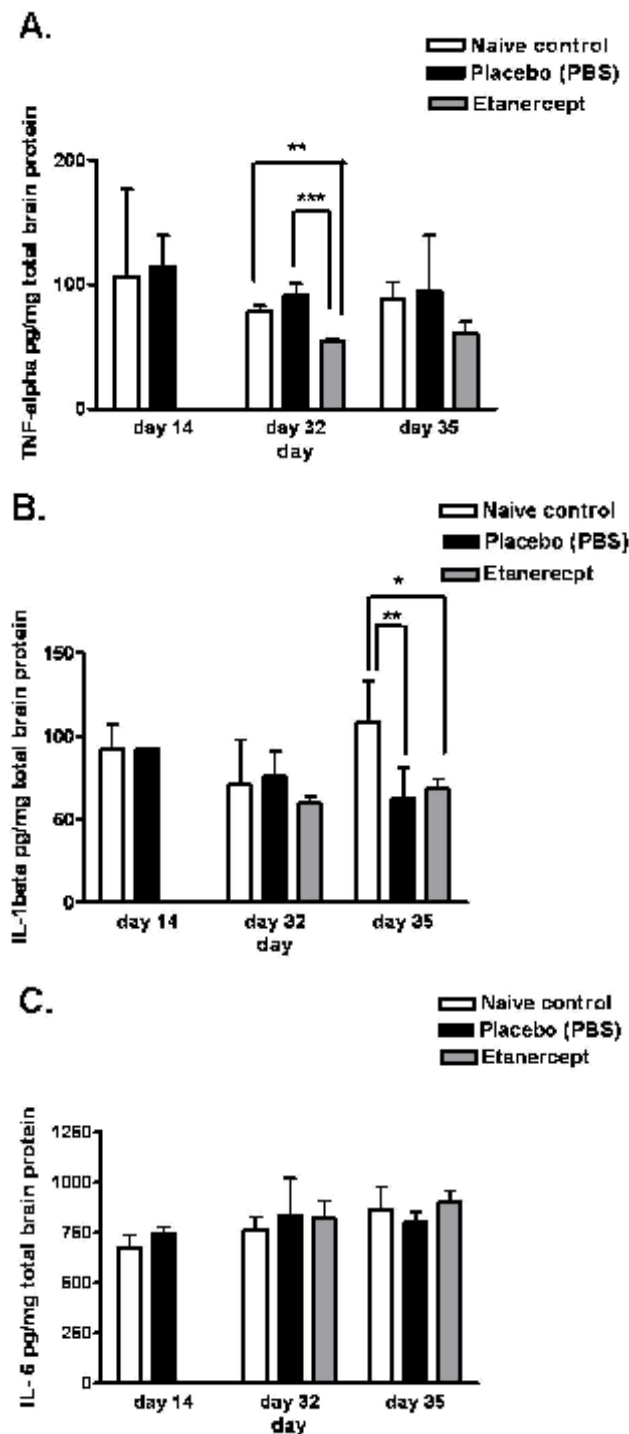 A.
Naive control
Placebo (PBS)
Etanercept
TNF-alpha pg/mg total brain protein
200
100
0
**
***
day 14
day 32
day 35
day
B.
Naive control
Placebo (PBS)
Etanerecpt
IL-1beta pg/mg total brain protein
150
100
50
0
*
**
day 14
day 32
day 35
day
C.
Naive control
Placebo (PBS)
Etanercept
IL- 6 pg/mg total brain protein
1250
1000
750
500
250
0
day 14
day 32
day 35
day